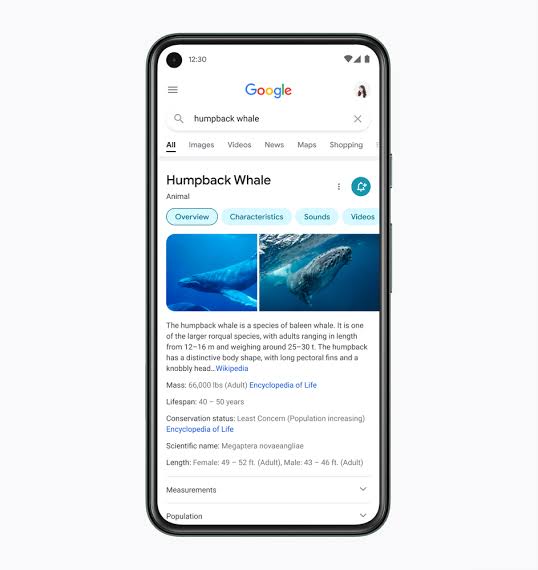 12:30
Google
humpback whale
All Images Videos News Maps Shopping
Humpback Whale
Animal
Overview Characteristics Sounds Videos
The humpback whale is a species of baleen whale. It is
one of the larger rorqual species, with adults ranging in length
from 12–16 m and weighing around 25–30 t. The humpback
has a distinctive body shape, with long pectoral fins and a
knobbly head... Wikipedia
Mass: 66,000 lbs (Adult) Encyclopedia of Life
Lifespan: 40 – 50 years
Conservation status: Least Concern (Population increasing)
Encyclopedia of Life
Scientific name: Megaptera novaeangliae
Length: Female: 49 – 52 ft. (Adult), Male: 43 – 46 ft. (Adult)
Measurements
Population